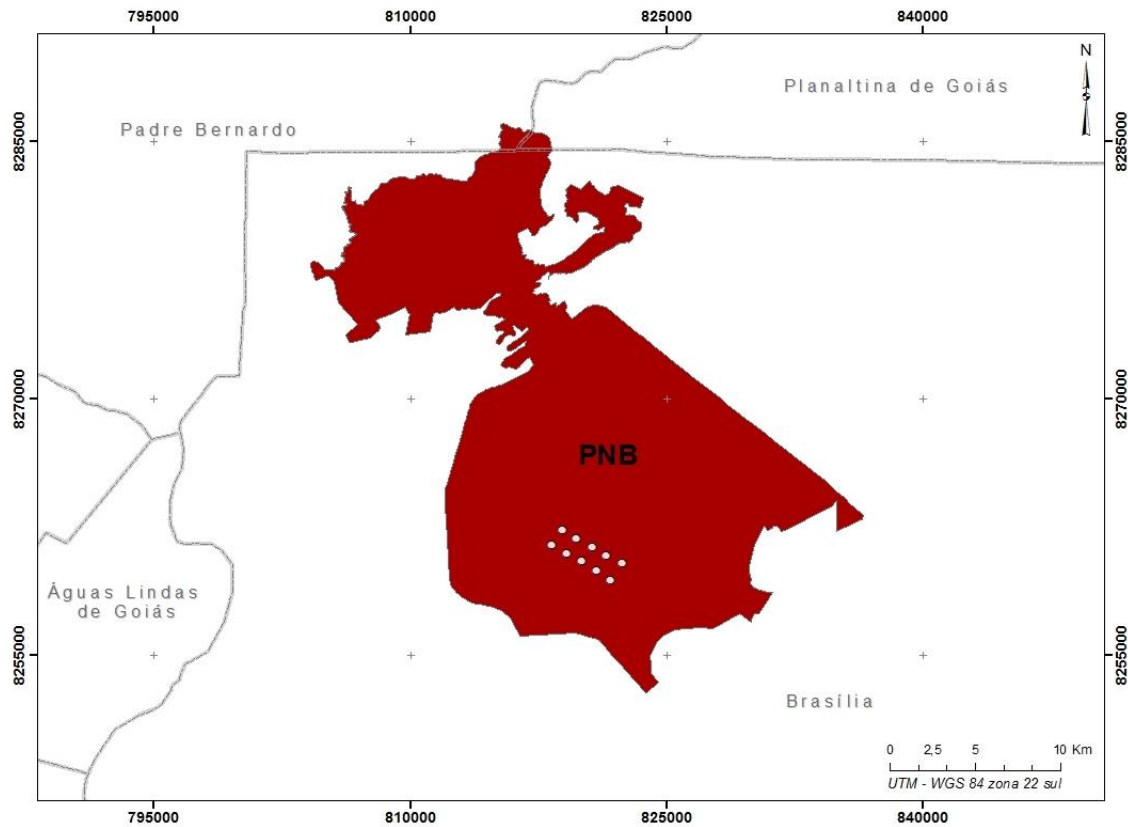 795000 810000 825000 840000
N
Planaltina de Goiás
Padre Bernardo
8285000 8285000
8270000 8270000
PNB
Águas Lindas
de Goiás
8255000 8255000
Brasília
0 2,5 5 10 Km
UTM - WGS 84 zona 22 sul
795000 810000 825000 840000